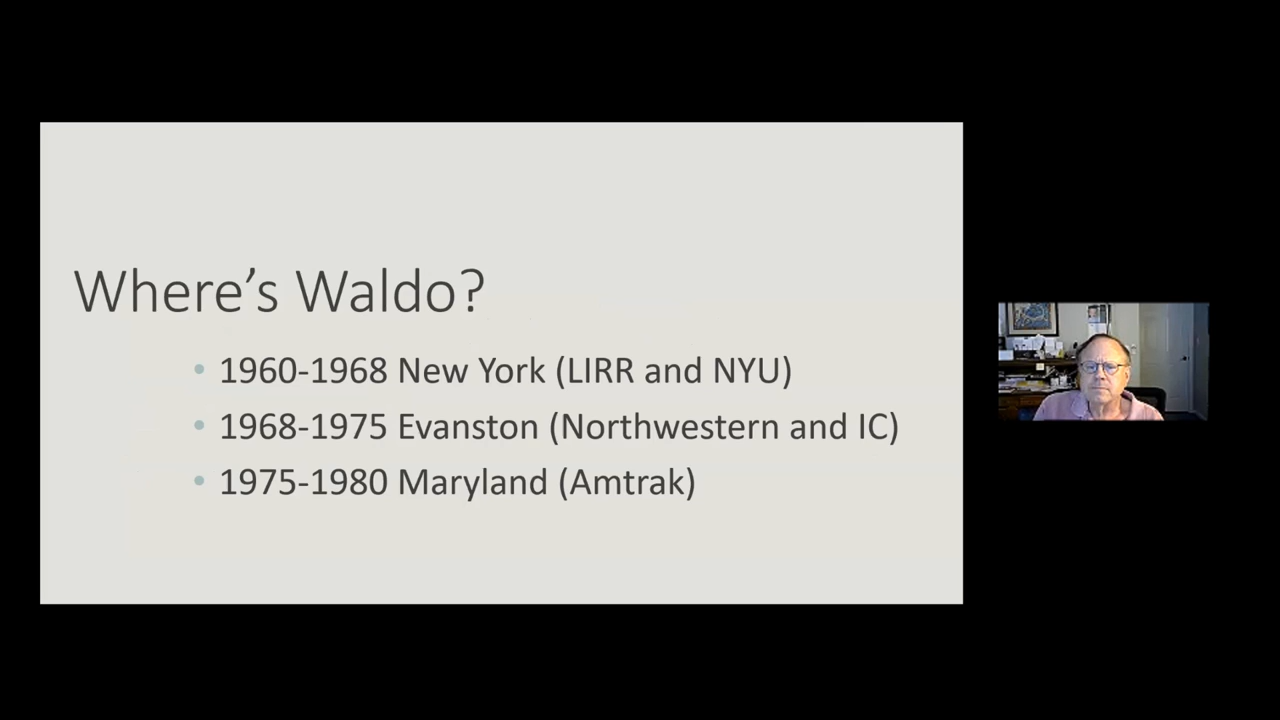 Where’s Waldo?
• 1960-1968 New York (LIRR and NYU)
• 1968-1975 Evanston (Northwestern and IC)
• 1975-1980 Maryland (Amtrak)